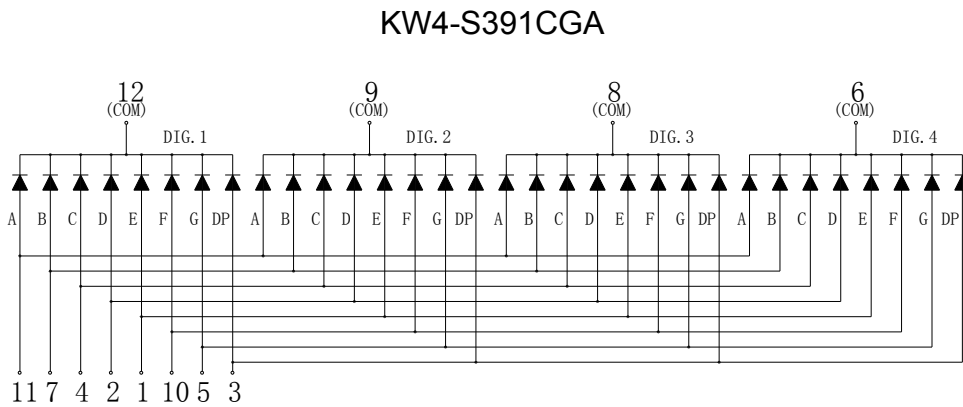 KW4-S391CGA
12 9 8 6
(COM) (COM) (COM) (COM)
DIG.1 DIG.2 DIG.3 DIG.4
A B C D E F G DP A B C D E F G DP A B C D E F G DP A B C D E F G DP
11 7 4 2 1 10 5 3